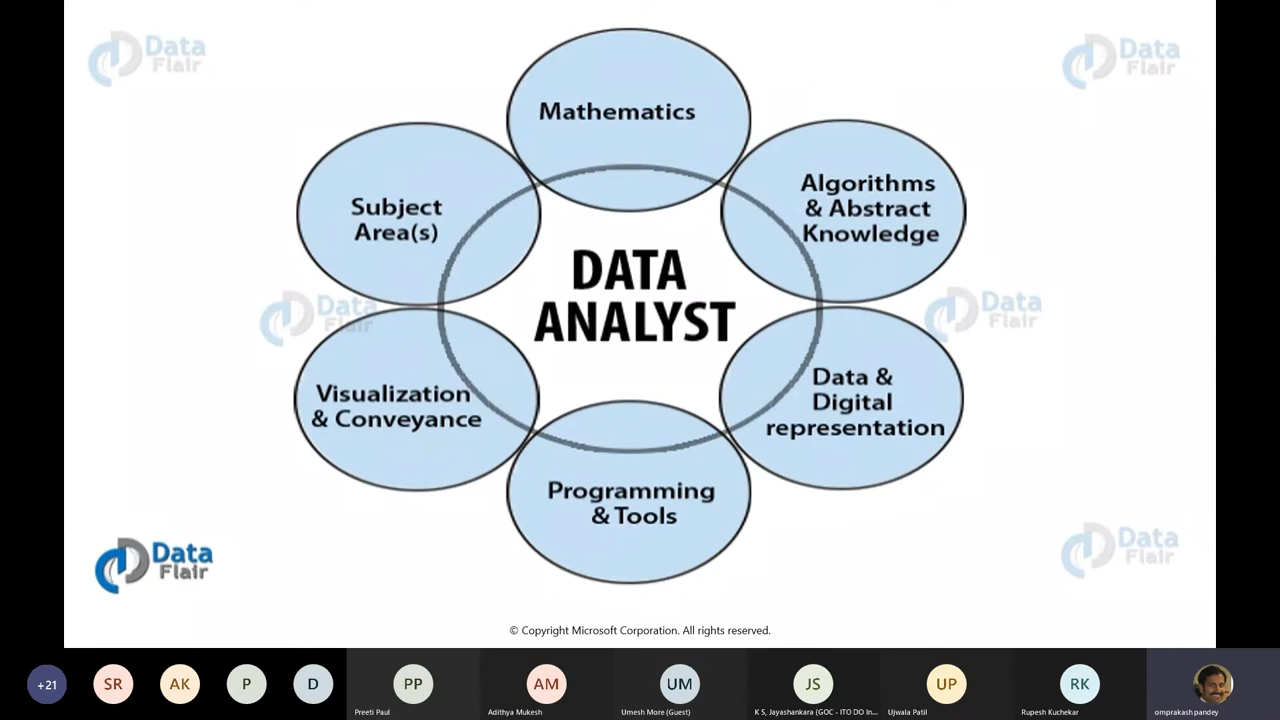 Data
Flair
Data
Flair
Mathematics
Algorithms
& Abstract
Knowledge
Subject
Area(s)
DATA
ANALYST
Data
Flair
Data
Flair
Visualization
& Conveyance
Data &
Digital
representation
Programming
& Tools
Data
Flair
Data
Flair
© Copyright Microsoft Corporation. All rights reserved.
+21
SR
AK
P
D
PP
AM
UM
JS
UP
RK
Preeti Paul
Adithya Mukesh
Umesh More (Guest)
K S, Jayashankara (GOC - ITO DO In...
Ujwala Patil
Rupesh Kuchekar
omprakash pandey